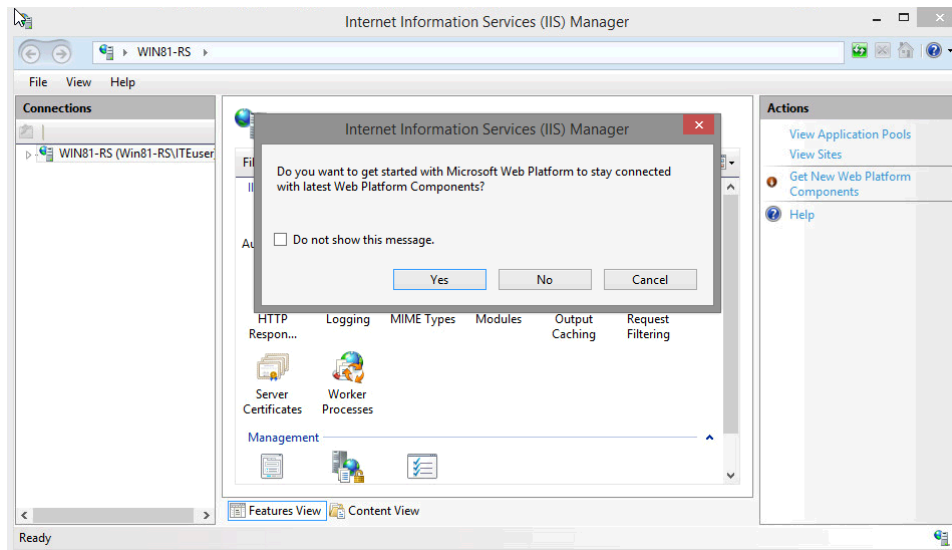 Internet Information Services (IIS) Manager
WIN81-RS
File View Help
Connections
WIN81-RS (Win81-RS\ITEuser
Internet Information Services (IIS) Manager
Do you want to get started with Microsoft Web Platform to stay connected
with latest Web Platform Components?
Do not show this message.
Yes No Cancel
HTTP Respon...
Logging
MIME Types
Modules
Output Caching
Request Filtering
Server Certificates
Worker Processes
Management
Features View Content View
Actions
View Application Pools
View Sites
Get New Web Platform
Components
Help
Ready